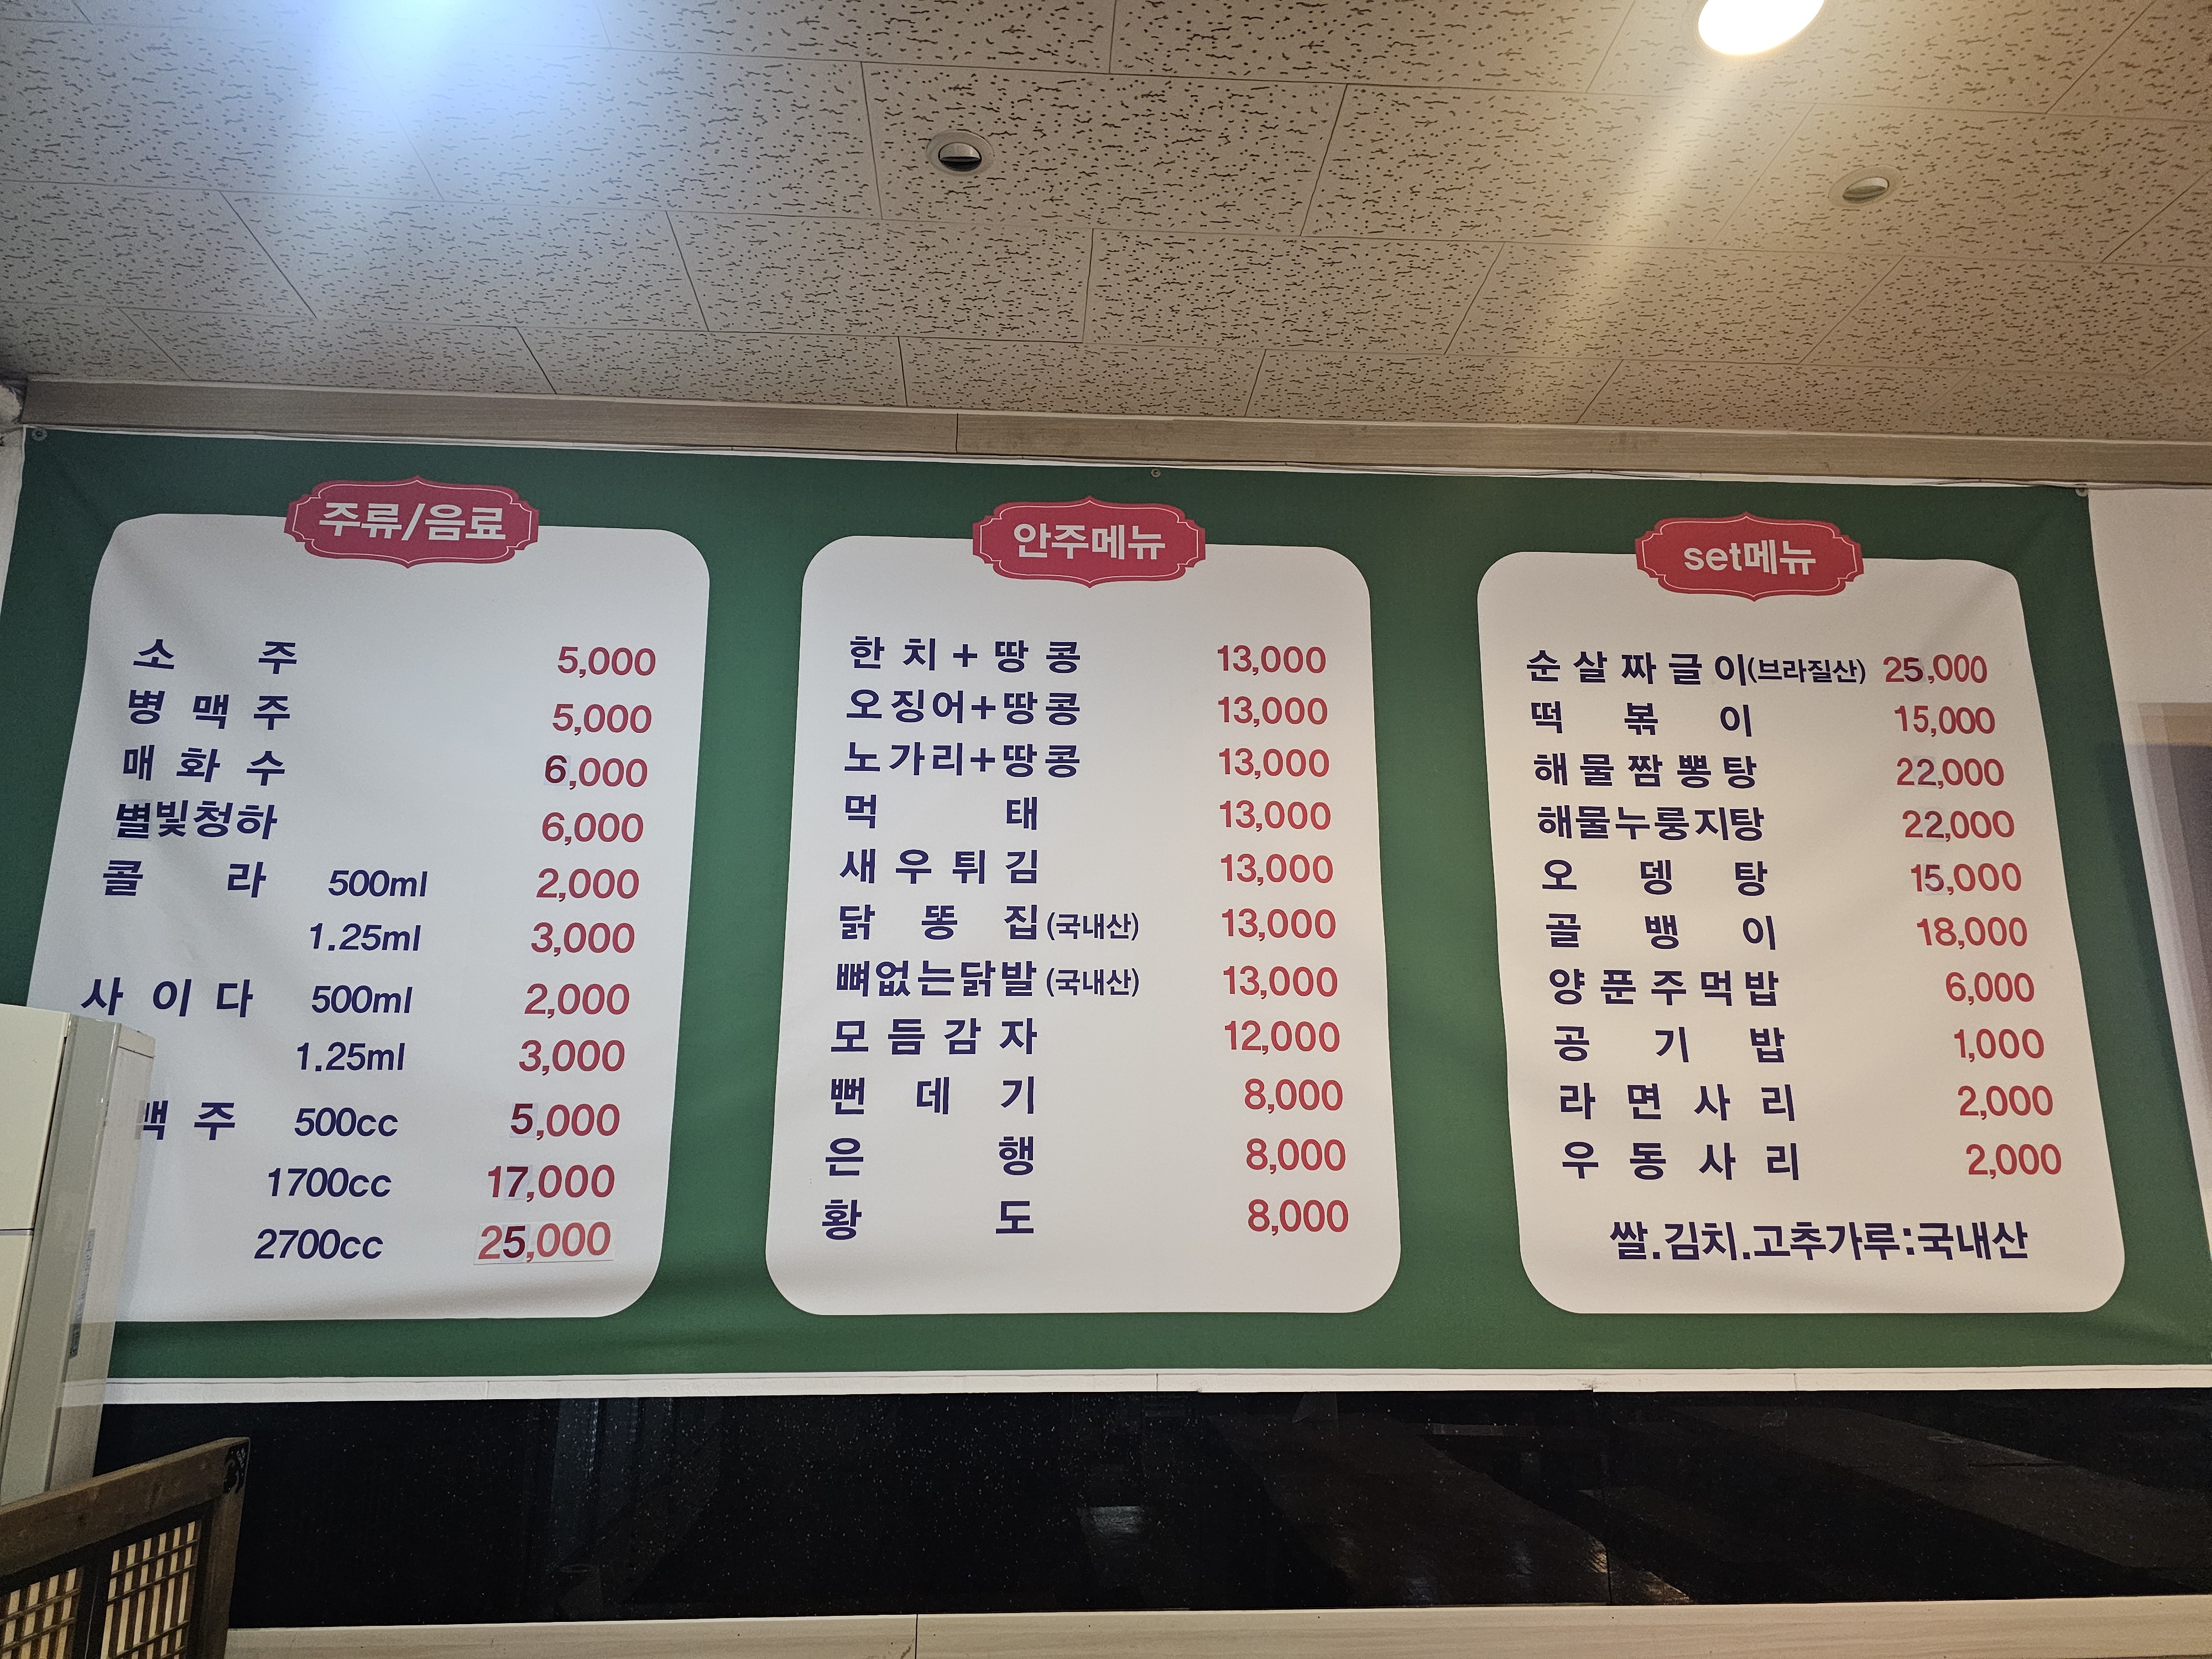 주류/음료
소주 5,000
병맥주 5,000
매화수 6,000
별빛청하 6,000
콜라 500ml 2,000
1.25ml 3,000
사이다 500ml 2,000
1.25ml 3,000
맥주 500cc 5,000
1700cc 17,000
2700cc 25,000
안주메뉴
한치+땅콩 13,000
오징어+땅콩 13,000
노가리+땅콩 13,000
먹태 13,000
새우튀김 13,000
닭똥집(국내산) 13,000
뼈없는닭발(국내산) 13,000
모듬감자 12,000
뻔데기 8,000
은행 8,000
황도 8,000
set메뉴
순살짜글이(브라질산) 25,000
떡볶이 15,000
해물짬뽕탕 22,000
해물누룽지탕 22,000
오뎅탕 15,000
골뱅이 18,000
양푼주먹밥 6,000
공기밥 1,000
라면사리 2,000
우동사리 2,000
쌀.김치.고추가루:국내산